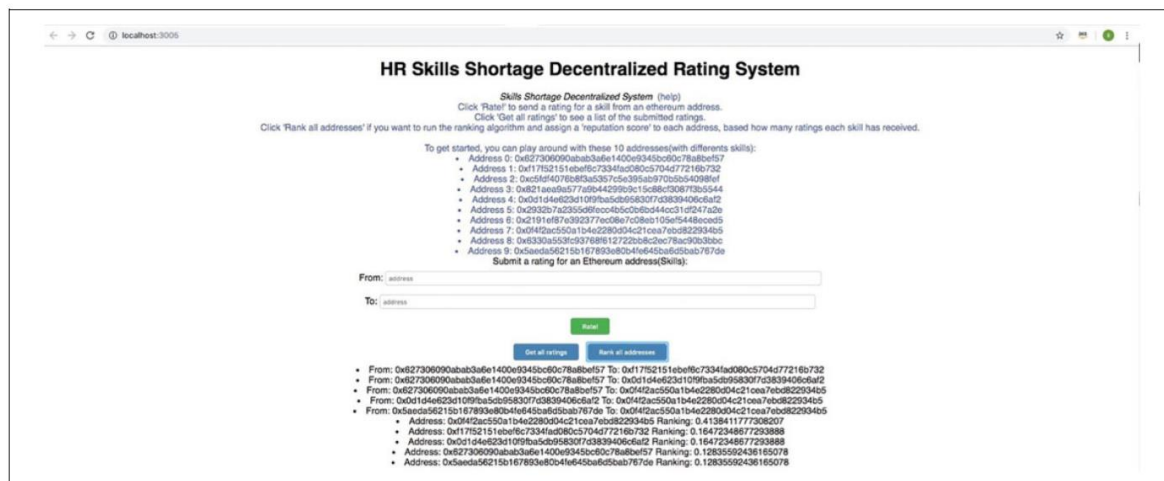 localhost:3005
HR Skills Shortage Decentralized Rating System
Skills Shortage Decentralized System (help)
Click 'Rate!' to send a rating for a skill from an ethereum address.
Click 'Get all ratings' to see a list of the submitted ratings.
Click 'Rank all addresses' if you want to run the ranking algorithm and assign a 'reputation score' to each address, based how many ratings each skill has received.
To get started, you can play around with these 10 addresses(with differents skills):
• Address 0: 0x627306090abab3a6e1400e9345bc60c78a8bef57
• Address 1: 0xf17f52151ebef6c7334fad080c5704d77216b732
• Address 2: 0xc5fdf4076b8f3a5357c5e395ab970b5b54098fef
• Address 3: 0x821aea9a577a9b44299b9c15c88cf3087f3b5544
• Address 4: 0x0d1d4e623d10f9fba5db95830f7d3839406c6af2
• Address 5: 0x2932b7a2355d6fecc4b5c0b6bd44cc31df247a2e
• Address 6: 0x2191ef87e392377ec08e7c08eb105ef5448eced5
• Address 7: 0x0f4f2ac550a1b4e2280d04c21cea7ebd822934b5
• Address 8: 0x6330a553fc93768f612722bb8c2ec78ac90b3bbc
• Address 9: 0x5aeda56215b167893e80b4fe645ba6d5bab767de
Submit a rating for an Ethereum address(Skills):
From: address
To: address
Rate!
Get all ratings Rank all addresses
• From: 0x627306090abab3a6e1400e9345bc60c78a8bef57 To: 0xf17f52151ebef6c7334fad080c5704d77216b732
• From: 0x627306090abab3a6e1400e9345bc60c78a8bef57 To: 0x0d1d4e623d10f9fba5db95830f7d3839406c6af2
• From: 0x627306090abab3a6e1400e9345bc60c78a8bef57 To: 0x0f4f2ac550a1b4e2280d04c21cea7ebd822934b5
• From: 0x0d1d4e623d10f9fba5db95830f7d3839406c6af2 To: 0x0f4f2ac550a1b4e2280d04c21cea7ebd822934b5
• From: 0x5aeda56215b167893e80b4fe645ba6d5bab767de To: 0x0f4f2ac550a1b4e2280d04c21cea7ebd822934b5
• Address: 0x0f4f2ac550a1b4e2280d04c21cea7ebd822934b5 Ranking: 0.4138411777308207
• Address: 0xf17f52151ebef6c7334fad080c5704d77216b732 Ranking: 0.16472348677293888
• Address: 0x0d1d4e623d10f9fba5db95830f7d3839406c6af2 Ranking: 0.16472348677293888
• Address: 0x627306090abab3a6e1400e9345bc60c78a8bef57 Ranking: 0.12835592436165078
• Address: 0x5aeda56215b167893e80b4fe645ba6d5bab767de Ranking: 0.12835592436165078